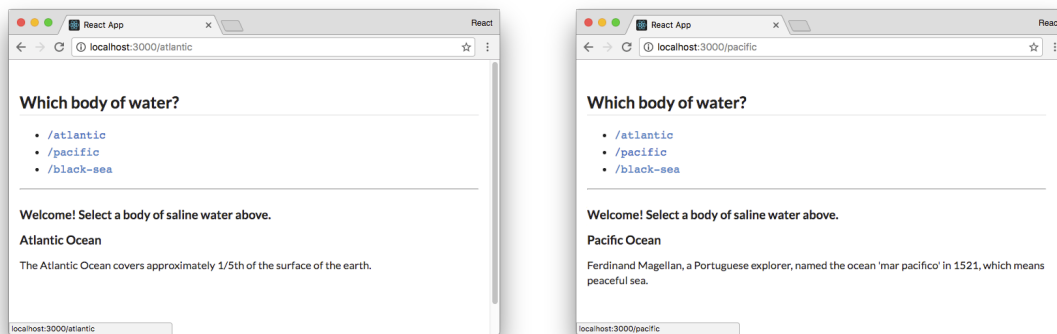 React App
React
localhost:3000/atlantic
Which body of water?
/atlantic
/pacific
/black-sea
Welcome! Select a body of saline water above.
Atlantic Ocean
The Atlantic Ocean covers approximately 1/5th of the surface of the earth.
localhost:3000/atlantic
React App
React
localhost:3000/pacific
Which body of water?
/atlantic
/pacific
/black-sea
Welcome! Select a body of saline water above.
Pacific Ocean
Ferdinand Magellan, a Portuguese explorer, named the ocean 'mar pacifico' in 1521, which means
peaceful sea.
localhost:3000/pacific